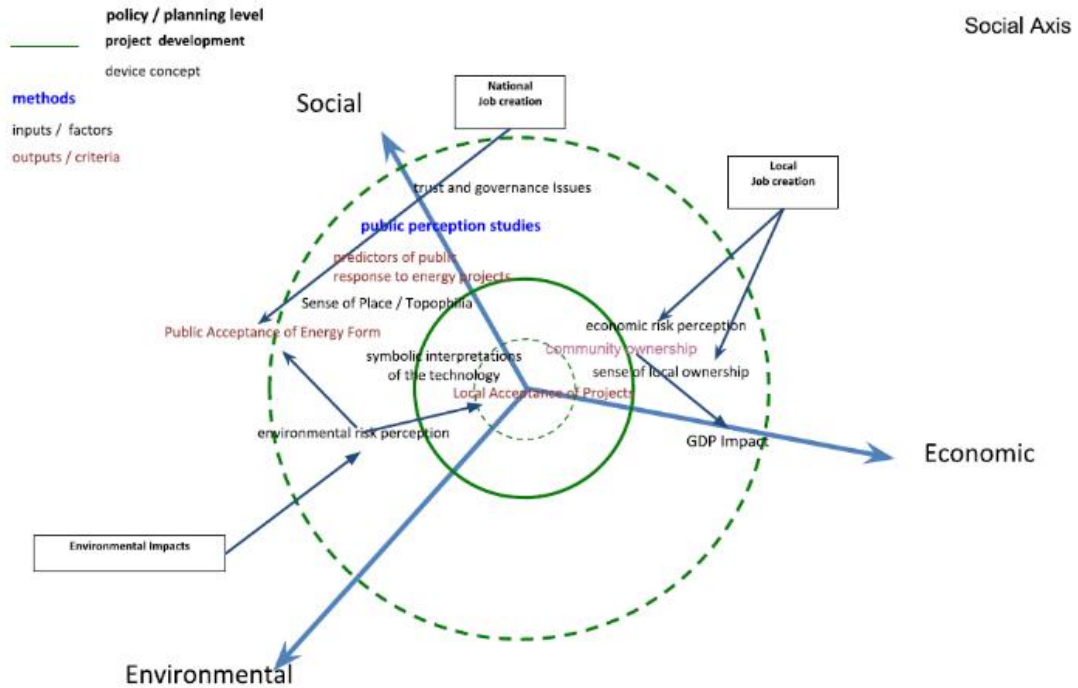 policy / planning level
Social Axis
project development
device concept
methods
inputs / factors
outputs / criteria
National
Job creation
Social
Local
Job creation
trust and governance Issues
public perception studies
predictors of public
response to energy projects
Sense of Place / Topophilia
Public Acceptance of Energy Form
economic risk perception
community ownership
symbolic interpretations
of the technology
sense of local ownership
Local Acceptance of Projects
environmental risk perception
GDP Impact
Economic
Environmental Impacts
Environmental